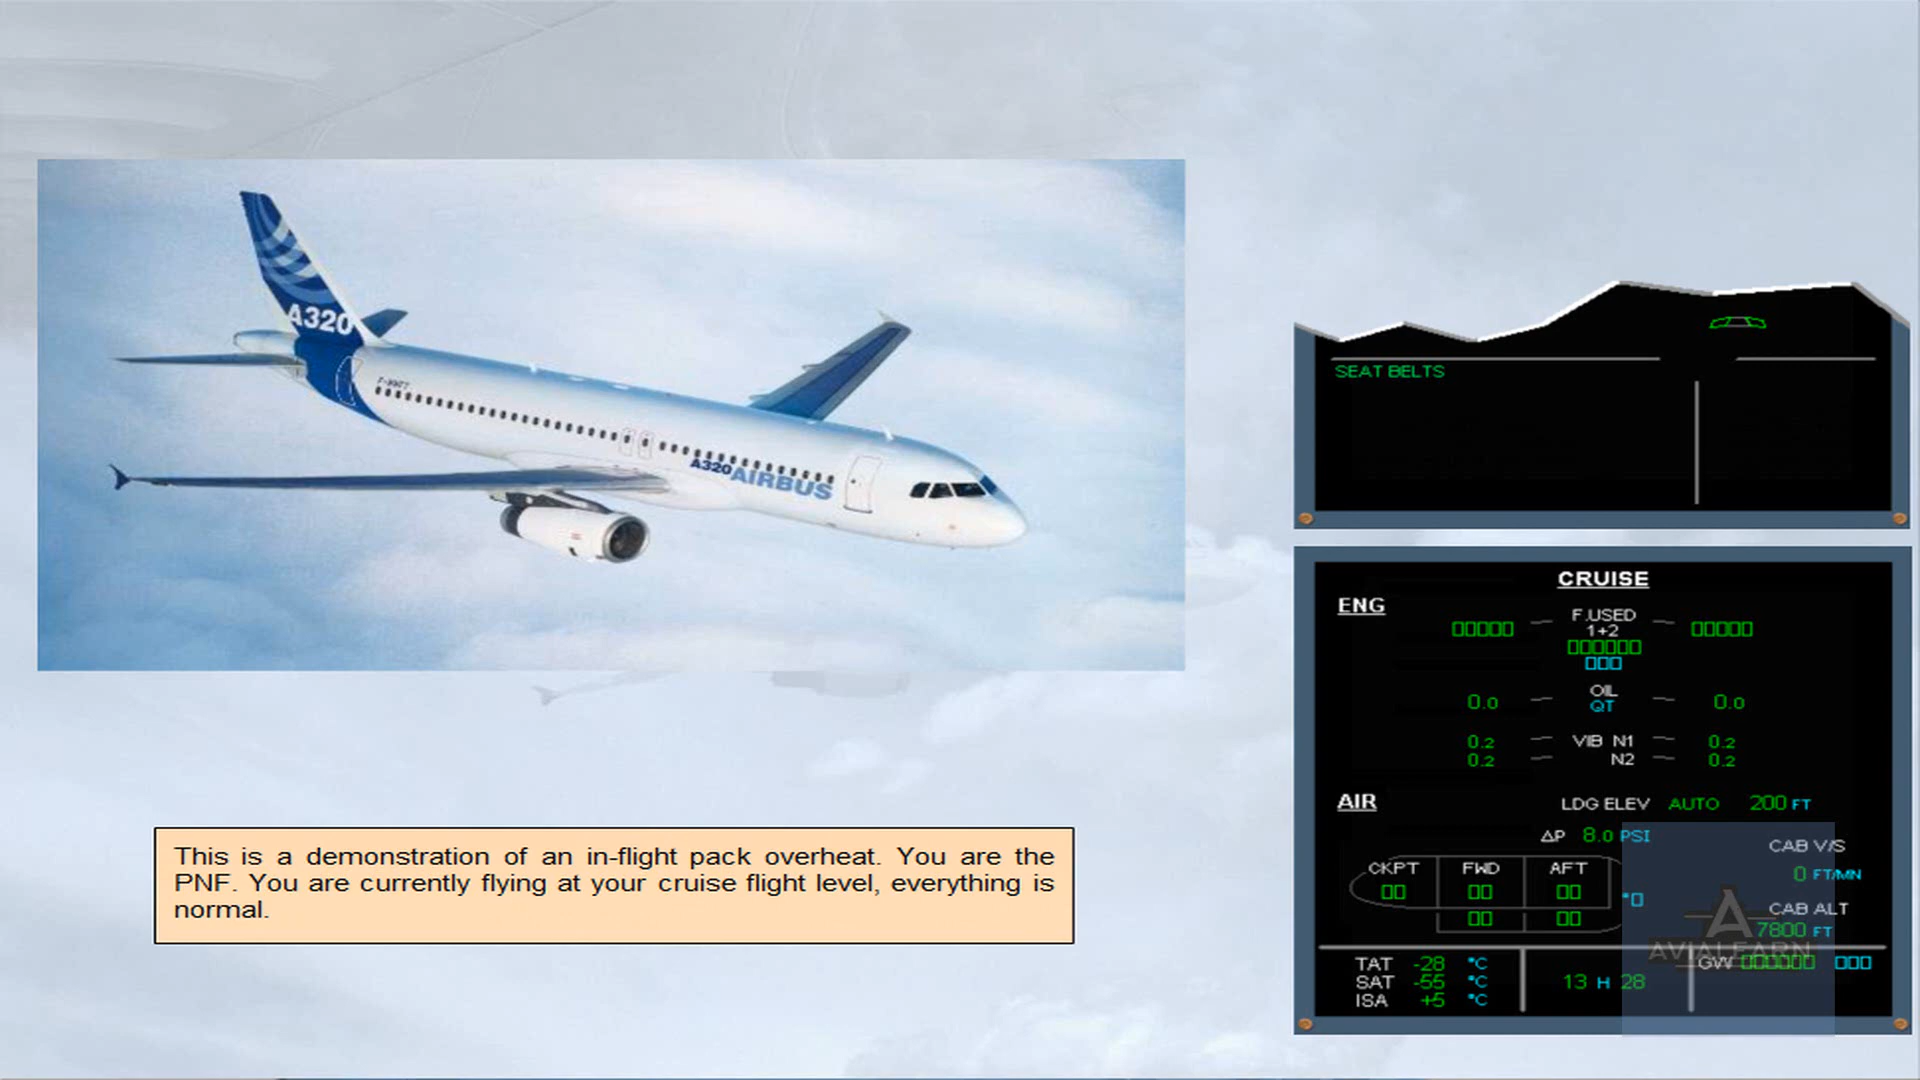 A320
A320 AIRBUS
This is a demonstration of an in-flight pack overheat. You are the
PNF. You are currently flying at your cruise flight level, everything is
normal.
SEAT BELTS
CRUISE
ENG
F.USED
1+2
0.0 OIL 0.0
QT
0.2 VIB N1 0.2
0.2 N2 0.2
AIR
LDG ELEV AUTO 200 FT
ΔP 8.0 PSI
CAB V/S
CKPT FWD AFT
0 FT/MN
CAB ALT
7800 FT
AVIALEARN
TAT -28 °C
SAT -55 °C
ISA +5 °C
13 H 28
GW